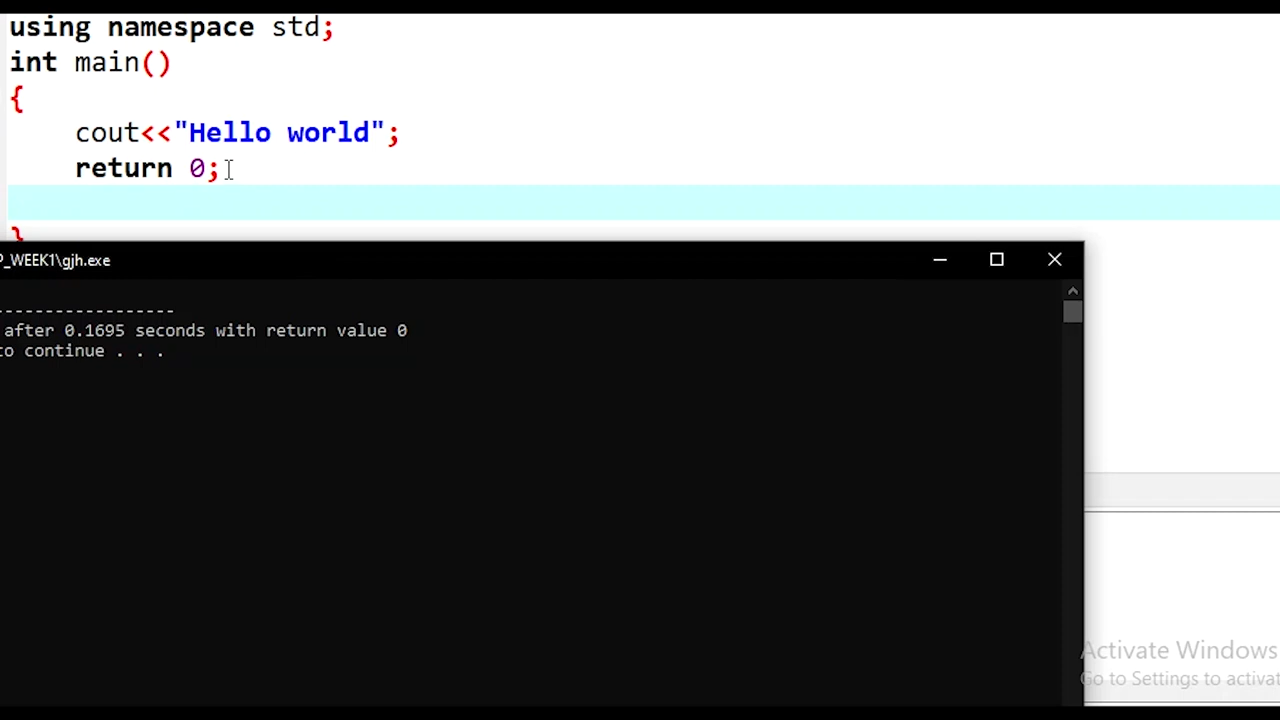 using namespace std;
int main()
{
cout<<"Hello world";
return 0;
}
P_WEEK1\gjh.exe
------------------
after 0.1695 seconds with return value 0
to continue . . .
Activate Windows
Go to Settings to activat